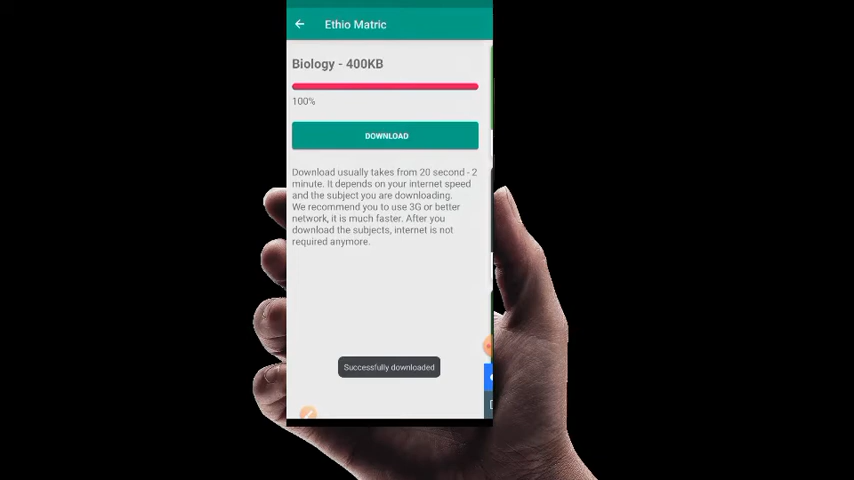 Ethio Matric
Biology - 400KB
100%
DOWNLOAD
Download usually takes from 20 second - 2
minute. It depends on your internet speed
and the subject you are downloading.
We recommend you to use 3G or better
network, it is much faster. After you
download the subjects, internet is not
required anymore.
Successfully downloaded